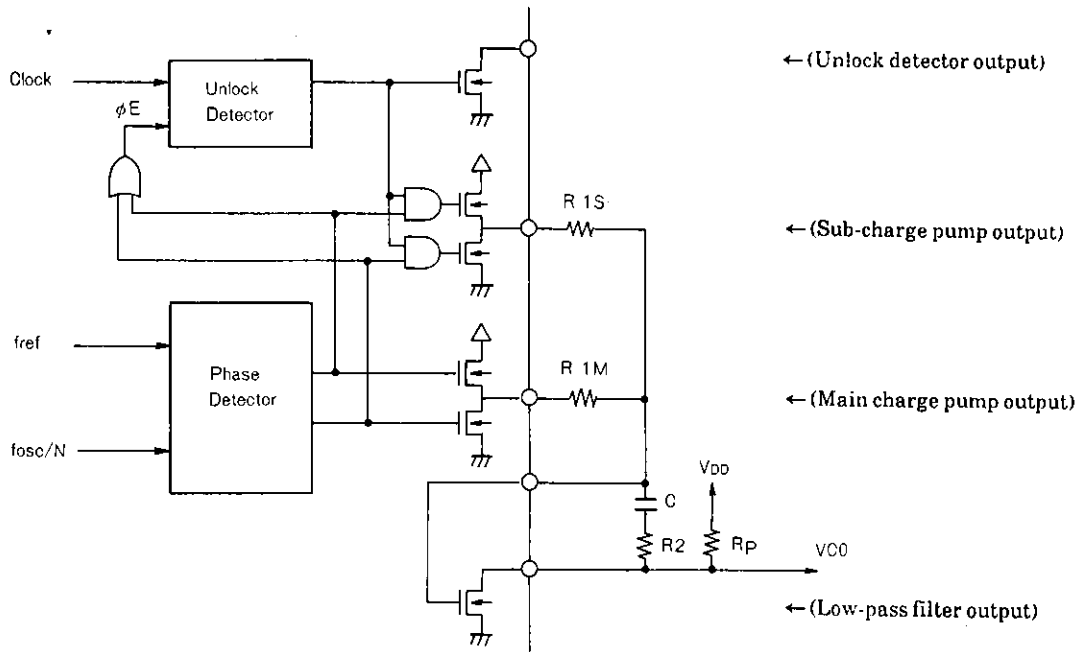 Clock
φE
Unlock
Detector
← (Unlock detector output)
R 1S
← (Sub-charge pump output)
fref
Phase
Detector
fosc/N
R 1M
← (Main charge pump output)
VDD
C
R2
RP
VCO
← (Low-pass filter output)